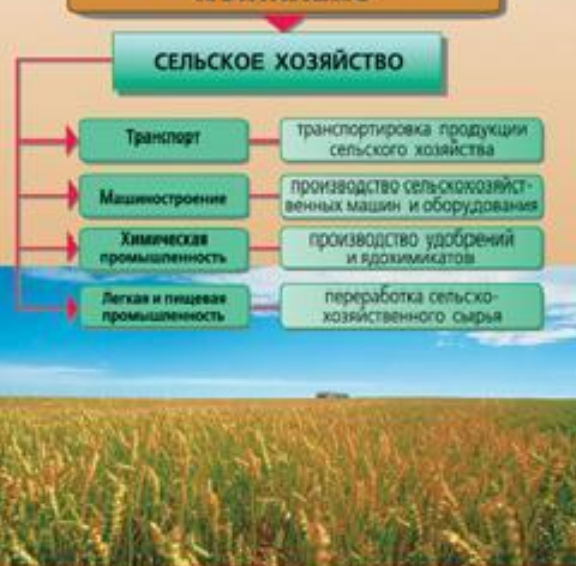 СЕЛЬСКОЕ ХОЗЯЙСТВО
Транспорт
транспортировка продукции
сельского хозяйства
Машиностроение
производство сельскохозяйст-
венных машин и оборудования
Химическая
промышленность
производство удобрений
и ядохимикатов
Легкая и пищевая
промышленность
переработка сельско-
хозяйственного сырья